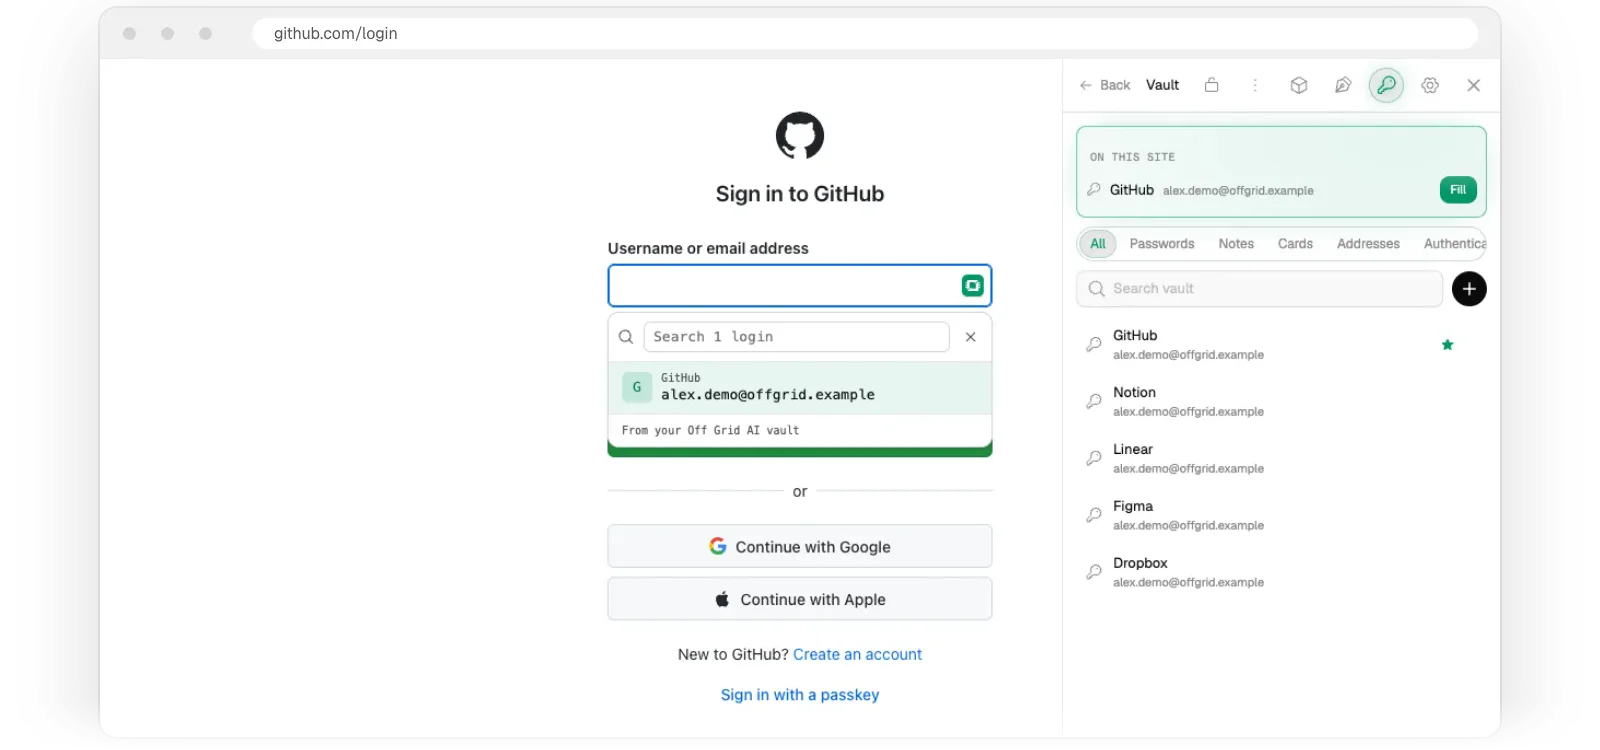 github.com/login
Sign in to GitHub
Username or email address
Search 1 login
G
GitHub
alex.demo@offgrid.example
From your Off Grid AI vault
or
Continue with Google
Continue with Apple
New to GitHub? Create an account
Sign in with a passkey
Back Vault
ON THIS SITE
GitHub alex.demo@offgrid.example Fill
All Passwords Notes Cards Addresses Authentica
Search vault
GitHub
alex.demo@offgrid.example
Notion
alex.demo@offgrid.example
Linear
alex.demo@offgrid.example
Figma
alex.demo@offgrid.example
Dropbox
alex.demo@offgrid.example